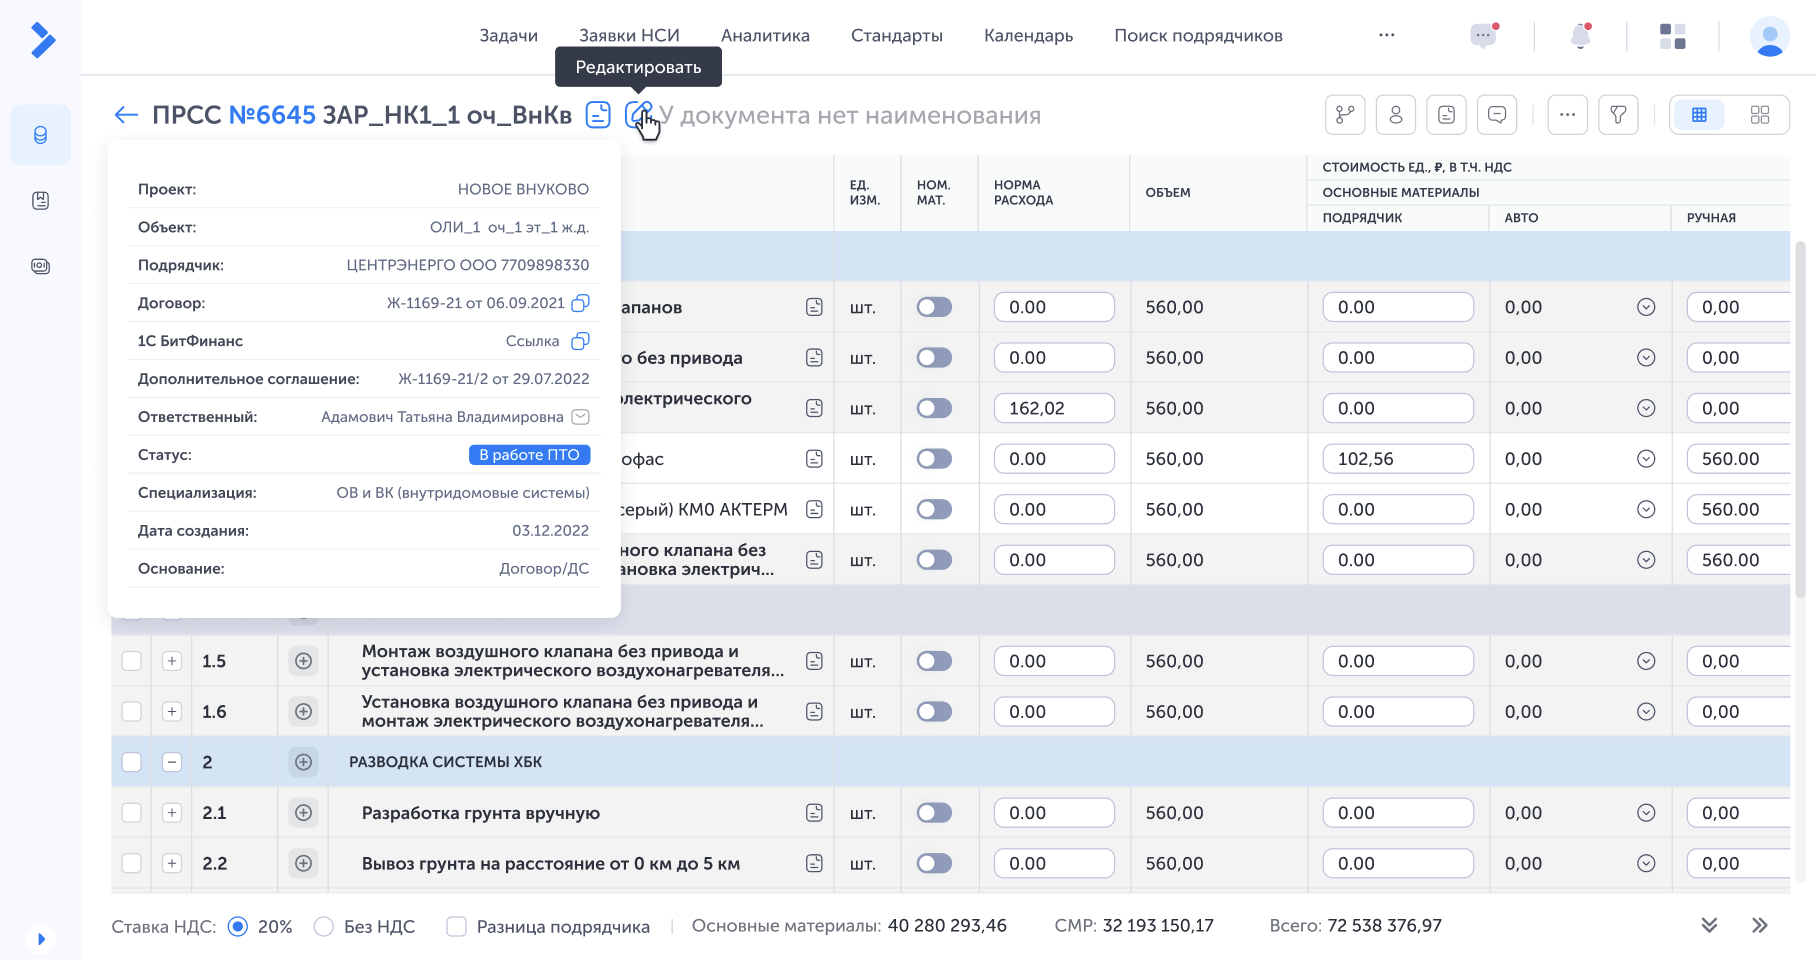 Задачи
Заявки НСИ
Аналитика
Стандарты
Календарь
Поиск подрядчиков
Редактировать
ПРСС №6645 ЗАР_НК1_1 оч_ВнКв
У документа нет наименования
Проект: НОВОЕ ВНУКОВО
Объект: ОЛИ_1 оч_1 эт_1 ж.д.
Подрядчик: ЦЕНТРЭНЕРГО ООО 7709898330
Договор: Ж-1169-21 от 06.09.2021
1С БитФинанс Ссылка
Дополнительное соглашение: Ж-1169-21/2 от 29.07.2022
Ответственный: Адамович Татьяна Владимировна
Статус: В работе ПТО
Специализация: ОВ и ВК (внутридомовые системы)
Дата создания: 03.12.2022
Основание: Договор/ДС
ЕД. ИЗМ.
НОМ. МАТ.
НОРМА РАСХОДА
ОБЪЕМ
СТОИМОСТЬ ЕД., ₽, В Т.Ч. НДС
ОСНОВНЫЕ МАТЕРИАЛЫ
ПОДРЯДЧИК АВТО РУЧНАЯ
апанов шт. 0.00 560,00 0.00 0,00 0,00
о без привода шт. 0.00 560,00 0.00 0,00 0,00
электрического шт. 162,02 560,00 0.00 0,00 0,00
офас шт. 0.00 560,00 102,56 0,00 560.00
серый) КМ0 АКТЕРМ шт. 0.00 560,00 0.00 0,00 560.00
ного клапана без
ановка электрич... шт. 0.00 560,00 0.00 0,00 560.00
1.5 Монтаж воздушного клапана без привода и
установка электрического воздухонагревателя... шт. 0.00 560,00 0.00 0,00 0,00
1.6 Установка воздушного клапана без привода и
монтаж электрического воздухонагревателя... шт. 0.00 560,00 0.00 0,00 0,00
2 РАЗВОДКА СИСТЕМЫ ХБК
2.1 Разработка грунта вручную шт. 0.00 560,00 0.00 0,00 0,00
2.2 Вывоз грунта на расстояние от 0 км до 5 км шт. 0.00 560,00 0.00 0,00 0,00
Ставка НДС: 20% Без НДС Разница подрядчика Основные материалы: 40 280 293,46 СМР: 32 193 150,17 Всего: 72 538 376,97